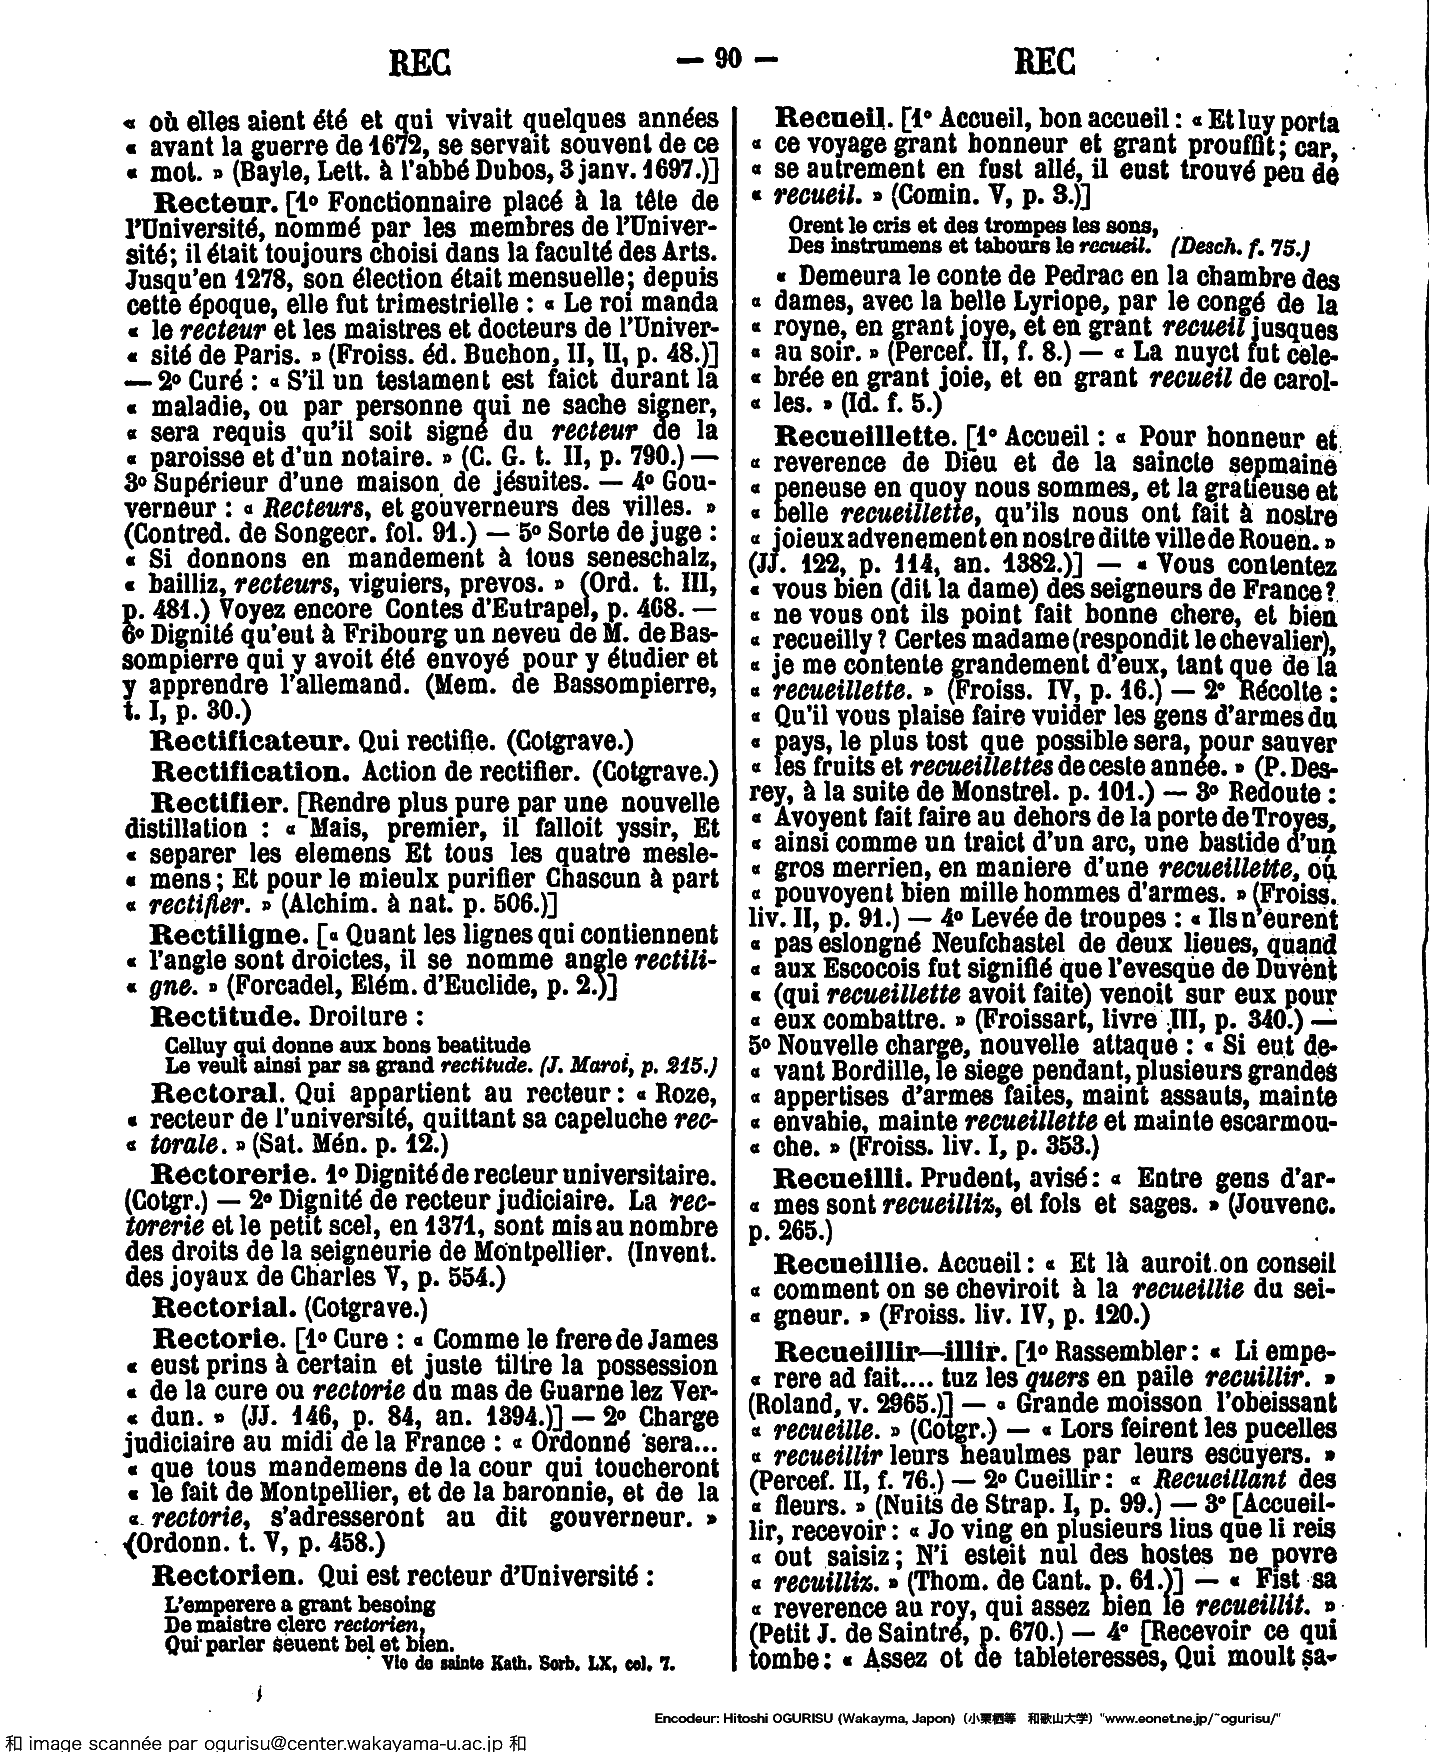 REC — 90 — REC
« où elles aient été et qui vivait quelques années
« avant la guerre de 1672, se servait souvent de ce
« mot. » (Bayle, Lett. à l'abbé Dubos, 3 janv. 1697.)]
Recteur. [1º Fonctionnaire placé à la tête de
l'Université, nommé par les membres de l'Univer-
sité; il était toujours choisi dans la faculté des Arts.
Jusqu'en 1278, son élection était mensuelle; depuis
cette époque, elle fut trimestrielle : « Le roi manda
« le recteur et les maistres et docteurs de l'Univer-
« sité de Paris. » (Froiss. éd. Buchon, II, II, p. 48.)]
— 2º Curé : « S'il un testament est faict durant la
« maladie, ou par personne qui ne sache signer,
« sera requis qu'il soit signé du recteur de la
« paroisse et d'un notaire. » (C. G. t. II, p. 790.) —
3º Supérieur d'une maison de jésuites. — 4º Gou-
verneur : « Recteurs, et gouverneurs des villes. »
(Contred. de Songecr. fol. 91.) — 5º Sorte de juge :
« Si donnons en mandement à tous seneschalz,
« bailliz, recteurs, viguiers, prevos. » (Ord. t. III,
p. 481.) Voyez encore Contes d'Eutrapel, p. 468. —
6º Dignité qu'eut à Fribourg un neveu de M. de Bas-
sompierre qui y avoit été envoyé pour y étudier et
y apprendre l'allemand. (Mem. de Bassompierre,
t. I, p. 30.)
Rectificateur. Qui rectifie. (Cotgrave.)
Rectification. Action de rectifier. (Cotgrave.)
Rectifier. [Rendre plus pure par une nouvelle
distillation : « Mais, premier, il falloit yssir, Et
« separer les elemens Et tous les quatre mesle-
« mens; Et pour le mieulx purifier Chascun à part
« rectifier. » (Alchim. à nat. p. 506.)]
Rectiligne. [« Quant les lignes qui contiennent
« l'angle sont droictes, il se nomme angle rectili-
« gne. » (Forcadel, Elém. d'Euclide, p. 2.)]
Rectitude. Droiture :
Celluy qui donne aux bons beatitude
Le veult ainsi par sa grand rectitude. (J. Marot, p. 215.)
Rectoral. Qui appartient au recteur : « Roze,
« recteur de l'université, quittant sa capeluche rec-
« torale. » (Sat. Mén. p. 12.)
Rectorerie. 1º Dignité de recteur universitaire.
(Cotgr.) — 2º Dignité de recteur judiciaire. La rec-
torerie et le petit scel, en 1371, sont mis au nombre
des droits de la seigneurie de Montpellier. (Invent.
des joyaux de Charles V, p. 554.)
Rectorial. (Cotgrave.)
Rectorie. [1º Cure : « Comme le frere de James
« eust prins à certain et juste tiltre la possession
« de la cure ou rectorie du mas de Guarne lez Ver-
« dun. » (JJ. 146, p. 84, an. 1394.)] — 2º Charge
judiciaire au midi de la France : « Ordonné sera...
« que tous mandemens de la cour qui toucheront
« le fait de Montpellier, et de la baronnie, et de la
« rectorie, s'adresseront au dit gouverneur. »
(Ordonn. t. V, p. 458.)
Rectorien. Qui est recteur d'Université :
L'emperere a grant besoing
De maistre clerc rectorien,
Qui parler seuent bel et bien.
Vie de sainte Kath. Sorb. LX, col. 7.
Recueil. [1º Accueil, bon accueil : « Et luy porta
« ce voyage grant honneur et grant prouffit; car,
« se autrement en fust allé, il eust trouvé peu de
« recueil. » (Comin. V, p. 3.)]
Orent le cris et des trompes les sons,
Des instrumens et tabours le recueil. (Desch. f. 75.)
« Demeura le conte de Pedrac en la chambre des
« dames, avec la belle Lyriope, par le congé de la
« royne, en grant joye, et en grant recueil jusques
« au soir. » (Percef. II, f. 8.) — « La nuyct fut cele-
« brée en grant joie, et en grant recueil de carol-
« les. » (Id. f. 5.)
Recueillette. [1º Accueil : « Pour honneur et
« reverence de Dieu et de la saincte sepmaine
« peneuse en quoy nous sommes, et la gratieuse et
« belle recueillette, qu'ils nous ont fait à nostre
« joieux advenement en nostre ditte ville de Rouen. »
(JJ. 122, p. 114, an. 1382.)] — « Vous contentez
« vous bien (dit la dame) des seigneurs de France?
« ne vous ont ils point fait bonne chere, et bien
« recueilly? Certes madame (respondit le chevalier),
« je me contente grandement d'eux, tant que de la
« recueillette. » (Froiss. IV, p. 16.) — 2º Récolte :
« Qu'il vous plaise faire vuider les gens d'armes du
« pays, le plus tost que possible sera, pour sauver
« les fruits et recueillettes de ceste année. » (P. Des-
rey, à la suite de Monstrel. p. 101.) — 3º Redoute :
« Avoyent fait faire au dehors de la porte de Troyes,
« ainsi comme un traict d'un arc, une bastide d'un
« gros merrien, en maniere d'une recueillette, où
« pouvoyent bien mille hommes d'armes. » (Froiss.
liv. II, p. 91.) — 4º Levée de troupes : « Ils n'eurent
« pas eslongné Neufchastel de deux lieues, quand
« aux Escocois fut signifié que l'evesque de Duvent
« (qui recueillette avoit faite) venoit sur eux pour
« eux combattre. » (Froissart, livre III, p. 340.) —
5º Nouvelle charge, nouvelle attaque : « Si eut de-
« vant Bordille, le siege pendant, plusieurs grandes
« appertises d'armes faites, maint assauts, mainte
« envahie, mainte recueillette et mainte escarmou-
« che. » (Froiss. liv. I, p. 353.)
Recueilli. Prudent, avisé : « Entre gens d'ar-
« mes sont recueilliz, et fols et sages. » (Jouvenc.
p. 265.)
Recueillie. Accueil : « Et là auroit on conseil
« comment on se cheviroit à la recueillie du sei-
« gneur. » (Froiss. liv. IV, p. 120.)
Recueillir—illir. [1º Rassembler : « Li empe-
« rere ad fait.... tuz les quers en paile recuillir. »
(Roland, v. 2965.)] — « Grande moisson l'obeissant
« recueille. » (Cotgr.) — « Lors feirent les pucelles
« recueillir leurs heaulmes par leurs escuyers. »
(Percef. II, f. 76.) — 2º Cueillir : « Recueillant des
« fleurs. » (Nuits de Strap. I, p. 99.) — 3º [Accueil-
lir, recevoir : « Jo ving en plusieurs lius que li reis
« out saisiz; N'i esteit nul des hostes ne povre
« recuilliz. » (Thom. de Cant. p. 61.)] — « Fist sa
« reverence au roy, qui assez bien le recueillit. »
(Petit J. de Saintré, p. 670.) — 4º [Recevoir ce qui
tombe : « Assez ot de tableteresses, Qui moult sa-
Encodeur: Hitoshi OGURISU (Wakayma, Japon) (小栗栖等 和歌山大学) "www.eonet.ne.jp/~ogurisu/"
和 image scannée par ogurisu@center.wakayama-u.ac.jp 和